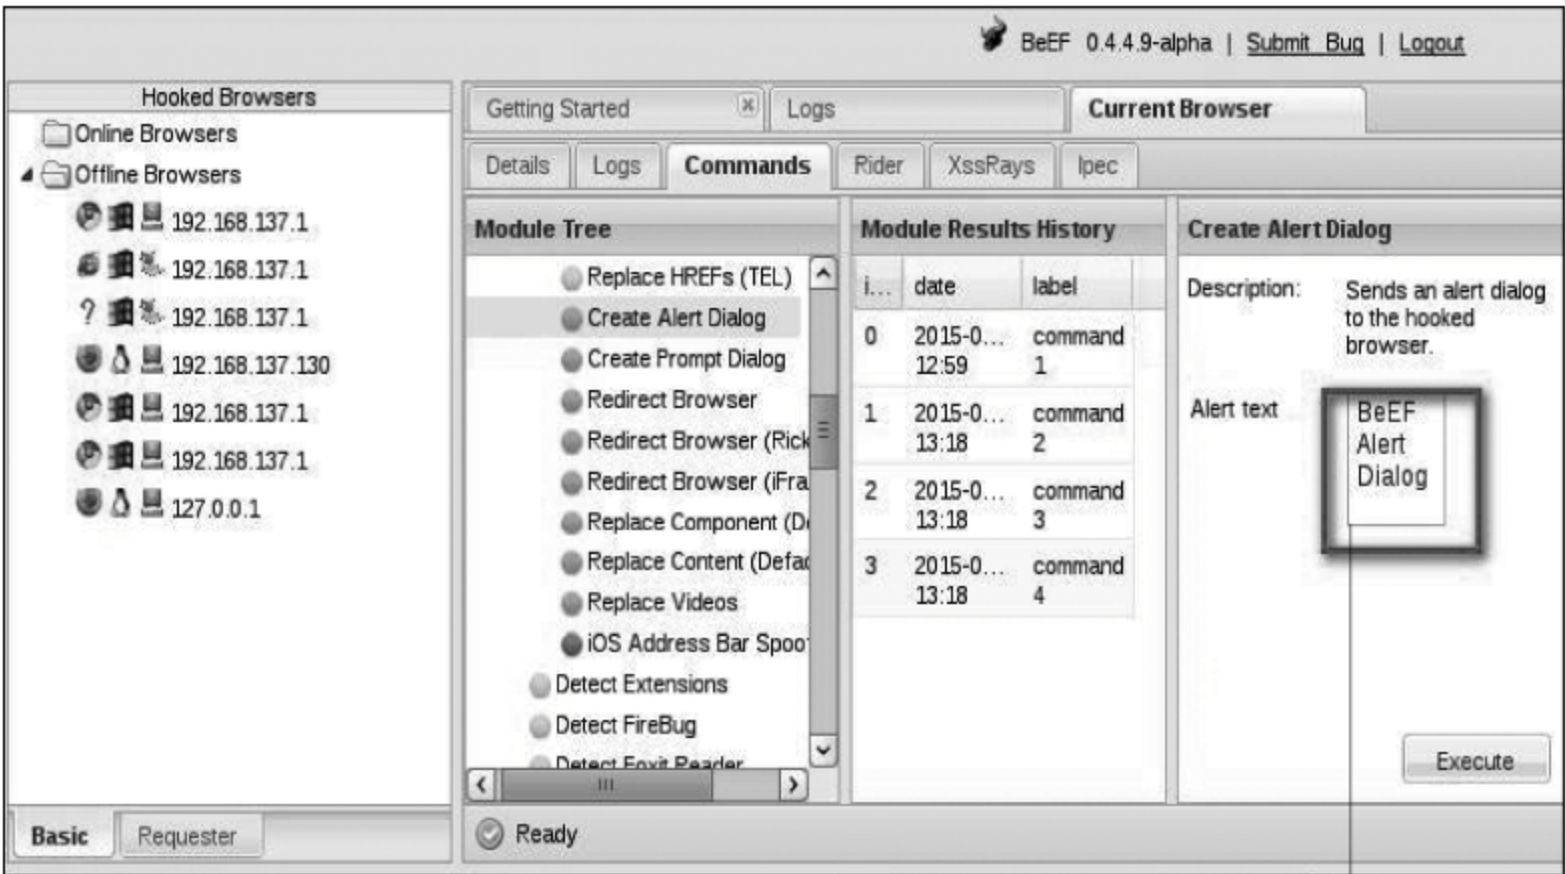 BeEF 0.4.4.9-alpha | Submit Bug | Logout
Hooked Browsers
Online Browsers
Offline Browsers
192.168.137.1
192.168.137.1
? 192.168.137.1
192.168.137.130
192.168.137.1
192.168.137.1
127.0.0.1
Basic
Requester
Getting Started
Logs
Current Browser
Details
Logs
Commands
Rider
XssRays
Ipec
Module Tree
Replace HREFs (TEL)
Create Alert Dialog
Create Prompt Dialog
Redirect Browser
Redirect Browser (Rick
Redirect Browser (iFra
Replace Component (De
Replace Content (Defac
Replace Videos
iOS Address Bar Spoof
Detect Extensions
Detect FireBug
Detect Foxit Reader
Module Results History
i... date label
0 2015-0... command
12:59 1
1 2015-0... command
13:18 2
2 2015-0... command
13:18 3
3 2015-0... command
13:18 4
Create Alert Dialog
Description: Sends an alert dialog
to the hooked
browser.
Alert text
BeEF
Alert
Dialog
Execute
Ready